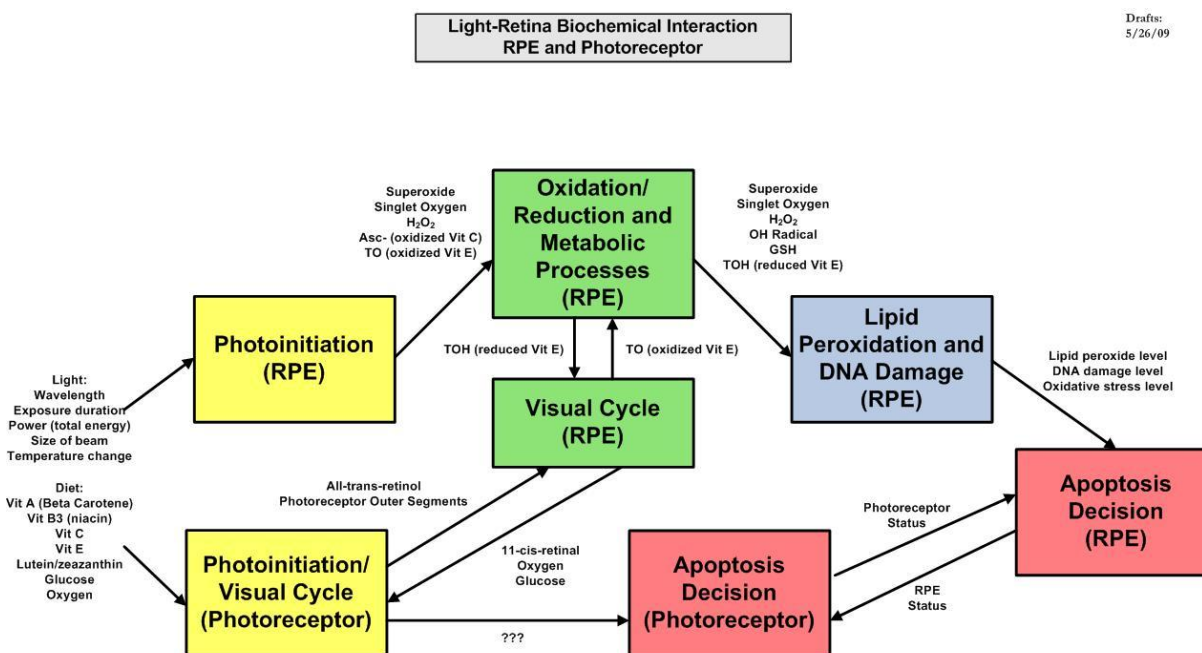 Light-Retina Biochemical Interaction
RPE and Photoreceptor
Drafts:
5/26/09
Superoxide
Singlet Oxygen
H₂O₂
Asc- (oxidized Vit C)
TO (oxidized Vit E)
Oxidation/
Reduction and
Metabolic
Processes
(RPE)
Superoxide
Singlet Oxygen
H₂O₂
OH Radical
GSH
TOH (reduced Vit E)
Photoinitiation
(RPE)
TOH (reduced Vit E)
TO (oxidized Vit E)
Lipid
Peroxidation and
DNA Damage
(RPE)
Lipid peroxide level
DNA damage level
Oxidative stress level
Light:
Wavelength
Exposure duration
Power (total energy)
Size of beam
Temperature change
Visual Cycle
(RPE)
Diet:
Vit A (Beta Carotene)
Vit B3 (niacin)
Vit C
Vit E
Lutein/zeazanthin
Glucose
Oxygen
All-trans-retinol
Photoreceptor Outer Segments
Photoreceptor
Status
Apoptosis
Decision
(RPE)
Photoinitiation/
Visual Cycle
(Photoreceptor)
11-cis-retinal
Oxygen
Glucose
Apoptosis
Decision
(Photoreceptor)
RPE
Status
???